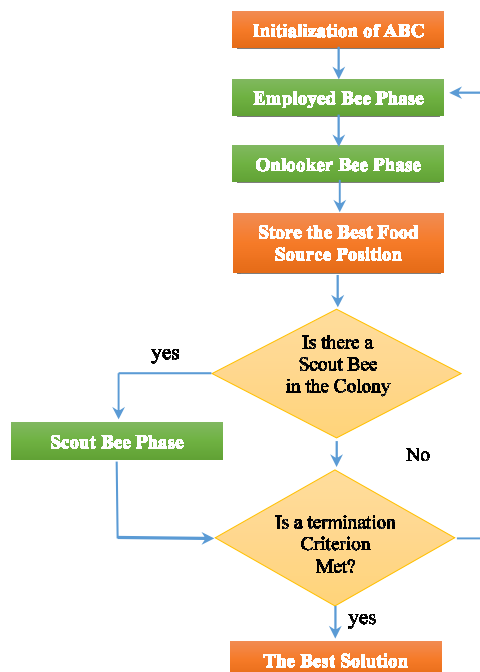 Initialization of ABC
Employed Bee Phase
Onlooker Bee Phase
Store the Best Food
Source Position
Is there a
Scout Bee
in the Colony
yes
Scout Bee Phase
No
Is a termination
Criterion
Met?
yes
The Best Solution